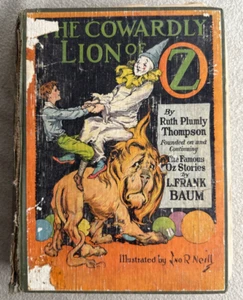 THE COWARDLY
LION of OZ
By
Ruth Plumly
Thompson
Founded on and
Continuing
The Famous
Oz Stories
by
L. FRANK
BAUM
Illustrated by Jno R. Neill